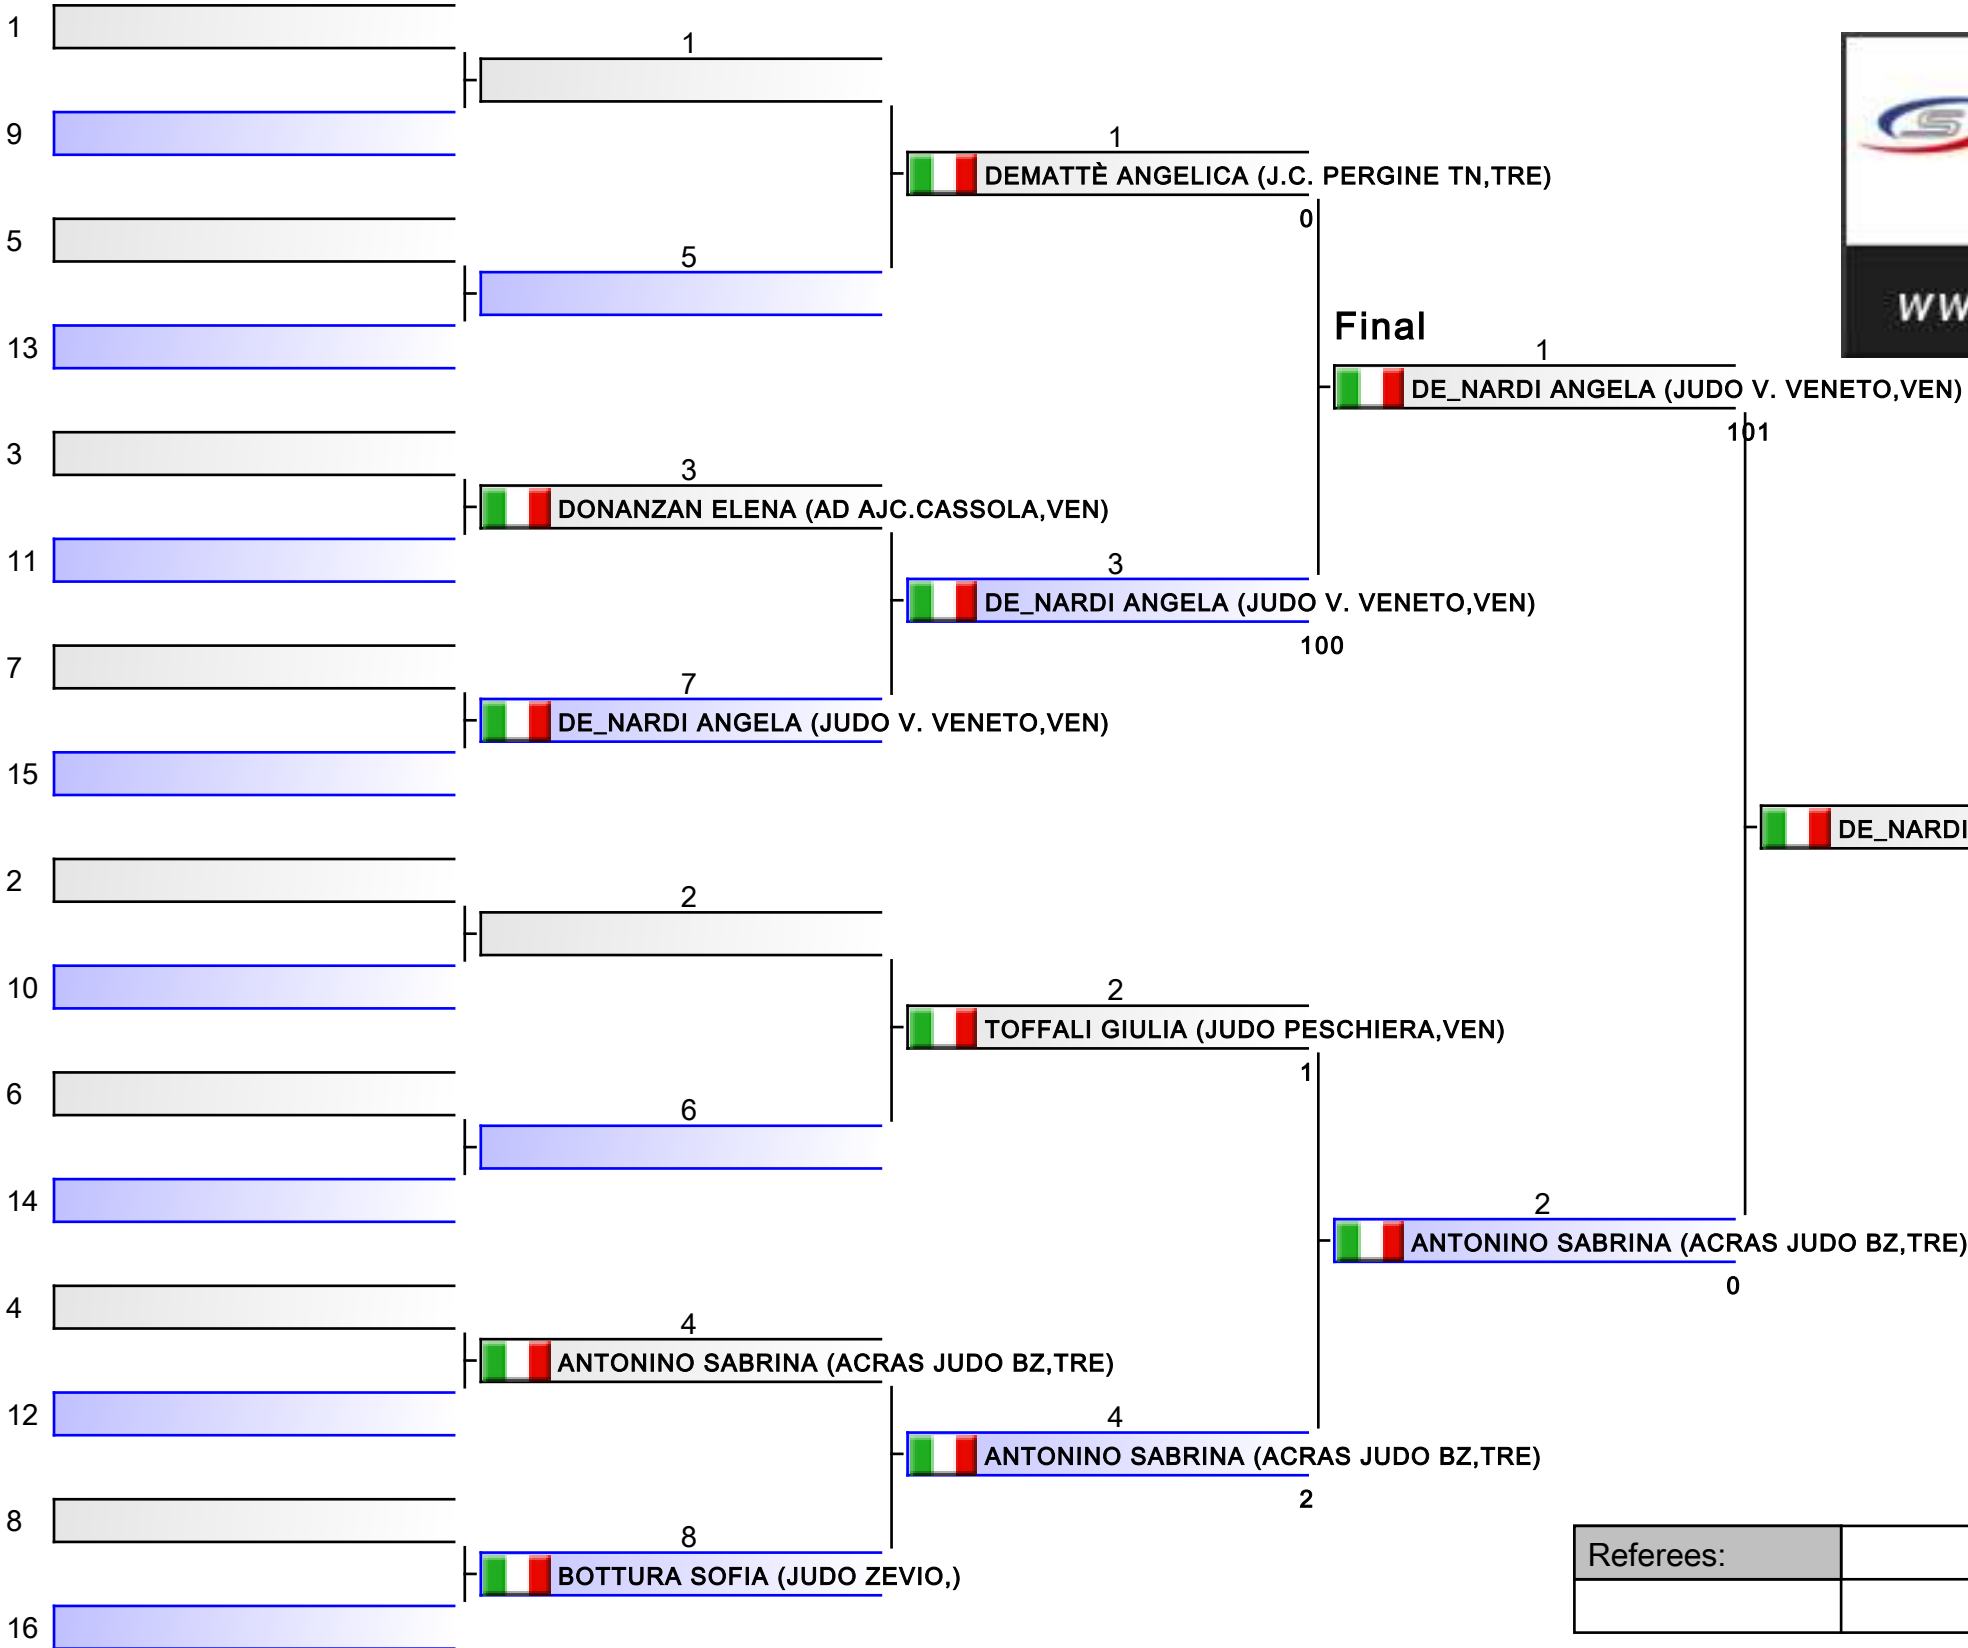 1
1
9
1
DEMATTÈ ANGELICA (J.C. PERGINE TN,TRE)
0
5
5
13
Final
1
DE_NARDI ANGELA (JUDO V. VENETO,VEN)
101
3
3
DONANZAN ELENA (AD AJC.CASSOLA,VEN)
11
3
DE_NARDI ANGELA (JUDO V. VENETO,VEN)
100
7
7
DE_NARDI ANGELA (JUDO V. VENETO,VEN)
15
DE_NARDI
2
2
10
2
TOFFALI GIULIA (JUDO PESCHIERA,VEN)
1
6
6
14
2
ANTONINO SABRINA (ACRAS JUDO BZ,TRE)
0
4
4
ANTONINO SABRINA (ACRAS JUDO BZ,TRE)
12
4
ANTONINO SABRINA (ACRAS JUDO BZ,TRE)
2
8
8
BOTTURA SOFIA (JUDO ZEVIO,)
16
Referees: